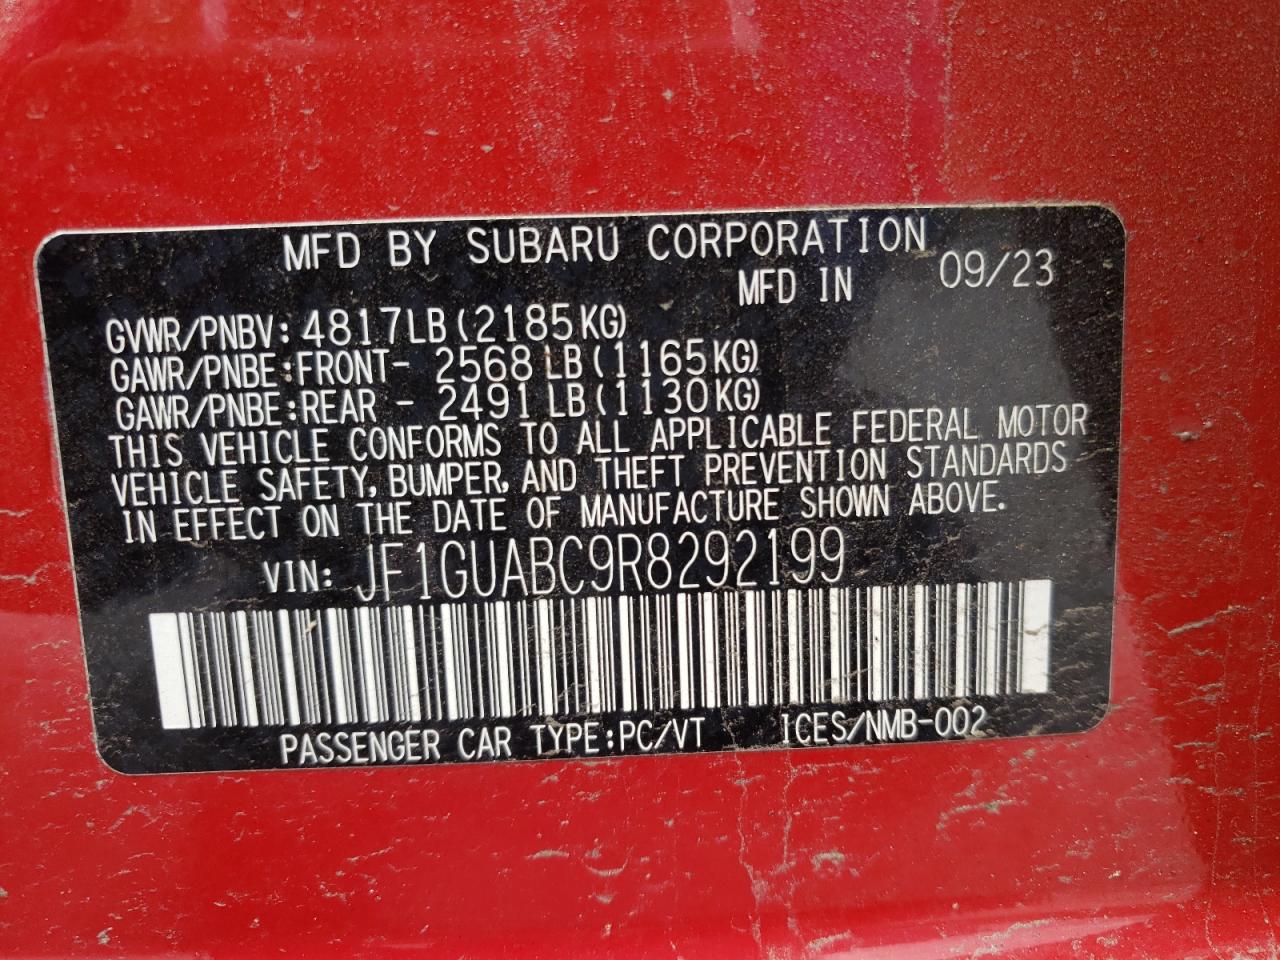 MFD BY SUBARU CORPORATION
MFD IN 09/23
GVWR/PNBV: 4817LB (2185KG)
GAWR/PNBE:FRONT- 2568 LB (1165KG)
GAWR/PNBE:REAR - 2491 LB (1130KG)
THIS VEHICLE CONFORMS TO ALL APPLICABLE FEDERAL MOTOR
VEHICLE SAFETY, BUMPER, AND THEFT PREVENTION STANDARDS
IN EFFECT ON THE DATE OF MANUFACTURE SHOWN ABOVE.
VIN: JF1GUABC9R8292199
PASSENGER CAR TYPE:PC/VT ICES/NMB-002